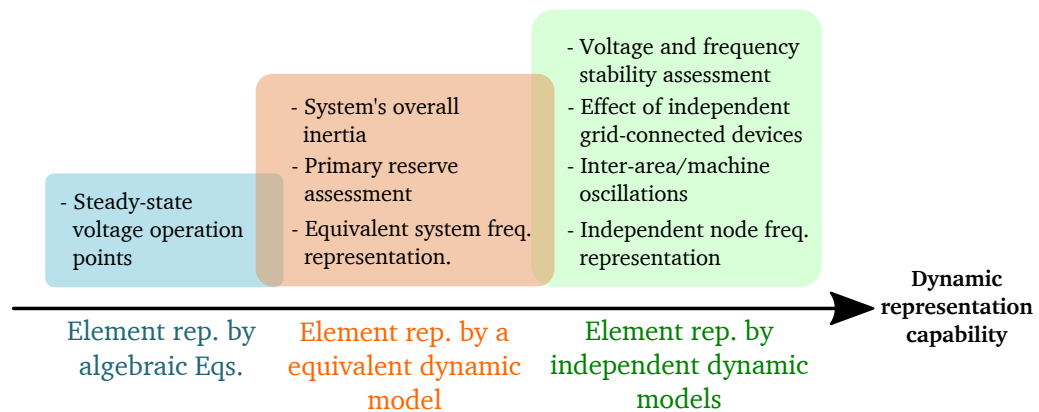 - Steady-state
voltage operation
points
- System's overall
inertia
- Primary reserve
assessment
- Equivalent system freq.
representation.
- Voltage and frequency
stability assessment
- Effect of independent
grid-connected devices
- Inter-area/machine
oscillations
- Independent node freq.
representation
Dynamic
representation
capability
Element rep. by
algebraic Eqs.
Element rep. by a
equivalent dynamic
model
Element rep. by
independent dynamic
models